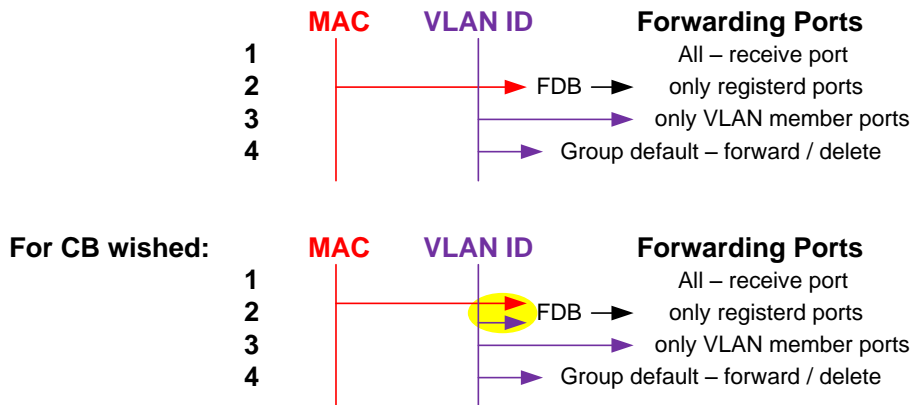 MAC VLAN ID Forwarding Ports
1 All – receive port
2 FDB only registerd ports
3 only VLAN member ports
4 Group default – forward / delete
For CB wished: MAC VLAN ID Forwarding Ports
1 All – receive port
2 FDB only registerd ports
3 only VLAN member ports
4 Group default – forward / delete